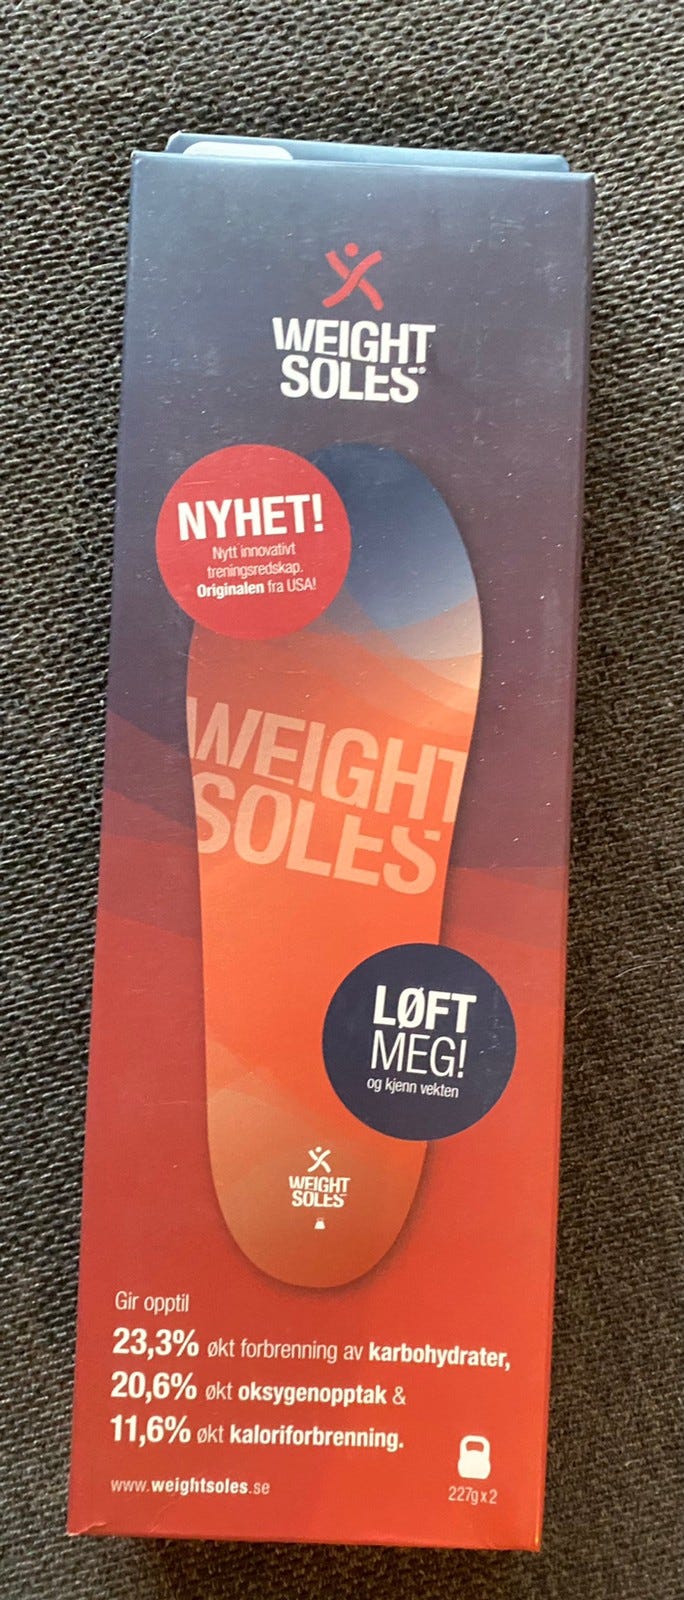 WEIGHT
SOLES
NYHET!
Nytt innovativt
treningsredskap.
Originalen fra USA!
WEIGHT
SOLES
LØFT
MEG!
og kjenn vekten
WEIGHT
SOLES
Gir opptil
23,3% økt forbrenning av karbohydrater,
20,6% økt oksygenopptak &
11,6% økt kaloriforbrenning.
www.weightsoles.se
227g x 2